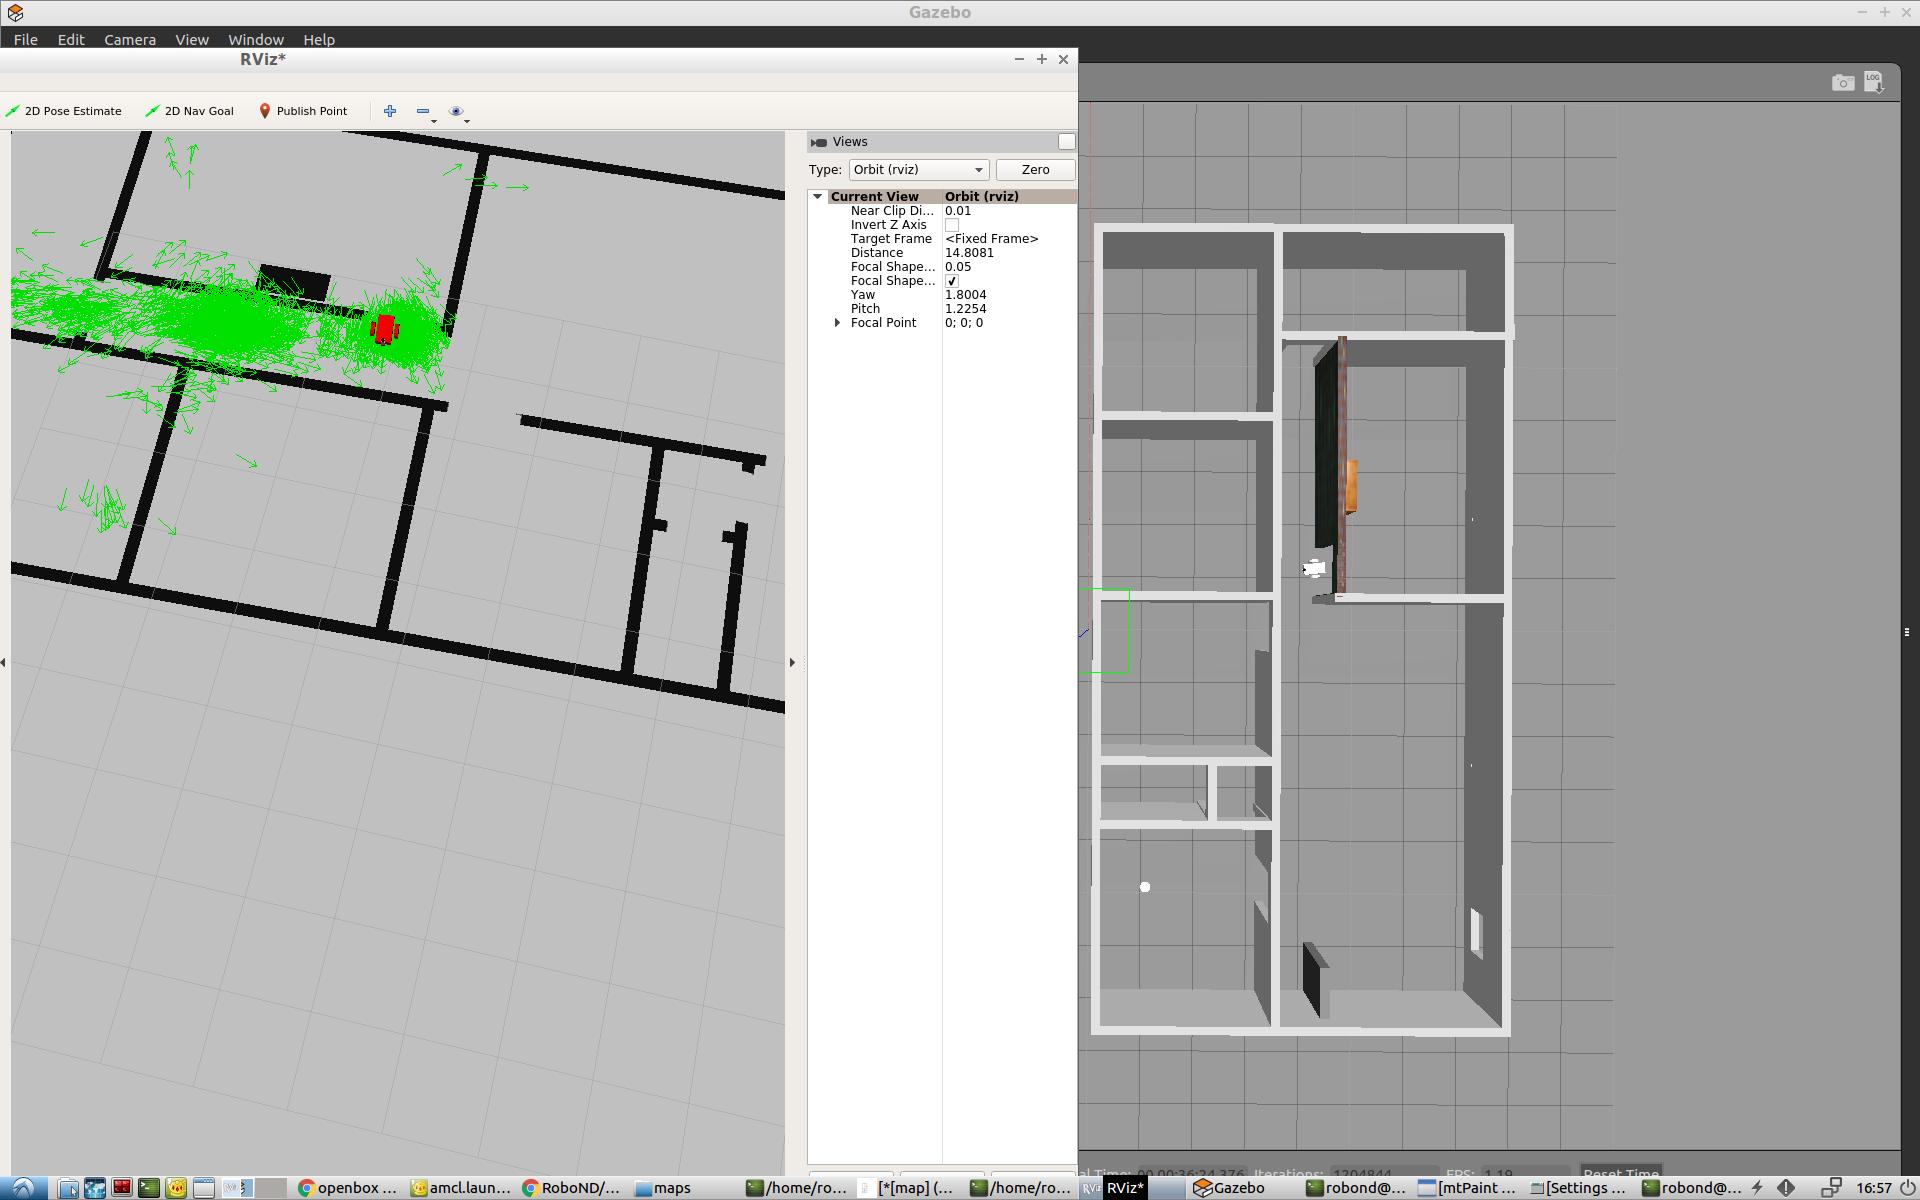 Gazebo
File Edit Camera View Window Help
RViz*
2D Pose Estimate 2D Nav Goal Publish Point
LOG
Views
Type: Orbit (rviz) Zero
Current View Orbit (rviz)
Near Clip Di... 0.01
Invert Z Axis
Target Frame <Fixed Frame>
Distance 14.8081
Focal Shape... 0.05
Focal Shape...
Yaw 1.8004
Pitch 1.2254
Focal Point 0; 0; 0
al Time: 00 00:36:24.376 Iterations: 1204844 FPS: 1.19 Reset Time
openbox ... amcl.laun... RoboND/... maps /home/ro... [*[map] (... /home/ro... RViz* Gazebo robond@... [mtPaint ... [Settings ... robond@... 16:57